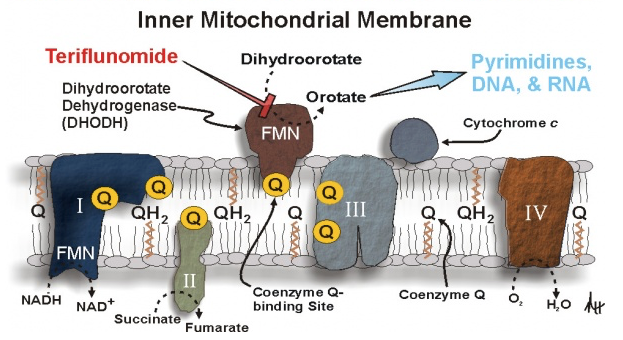 Inner Mitochondrial Membrane
Teriflunomide
Dihydroorotate
Pyrimidines,
DNA, & RNA
Dihydroorotate
Dehydrogenase
(DHODH)
Orotate
FMN
Cytochrome c
I
Q
Q
Q
Q
QH2
Q
QH2
Q
Q
Q
Q
III
Q
QH2
IV
Q
FMN
II
NADH
NAD+
Succinate
Fumarate
Coenzyme Q-
binding Site
Coenzyme Q
O2
H2O